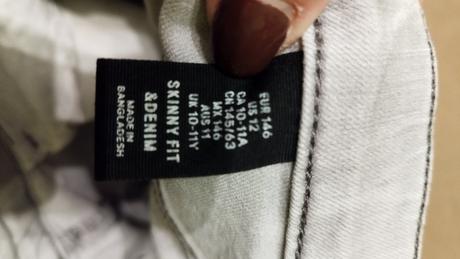 EUR 146
US 12
CA 10-11A
CN 145/63
MX 146
AUS 11
UK 10-11Y
SKINNY FIT
&DENIM
MADE IN
BANGLADESH